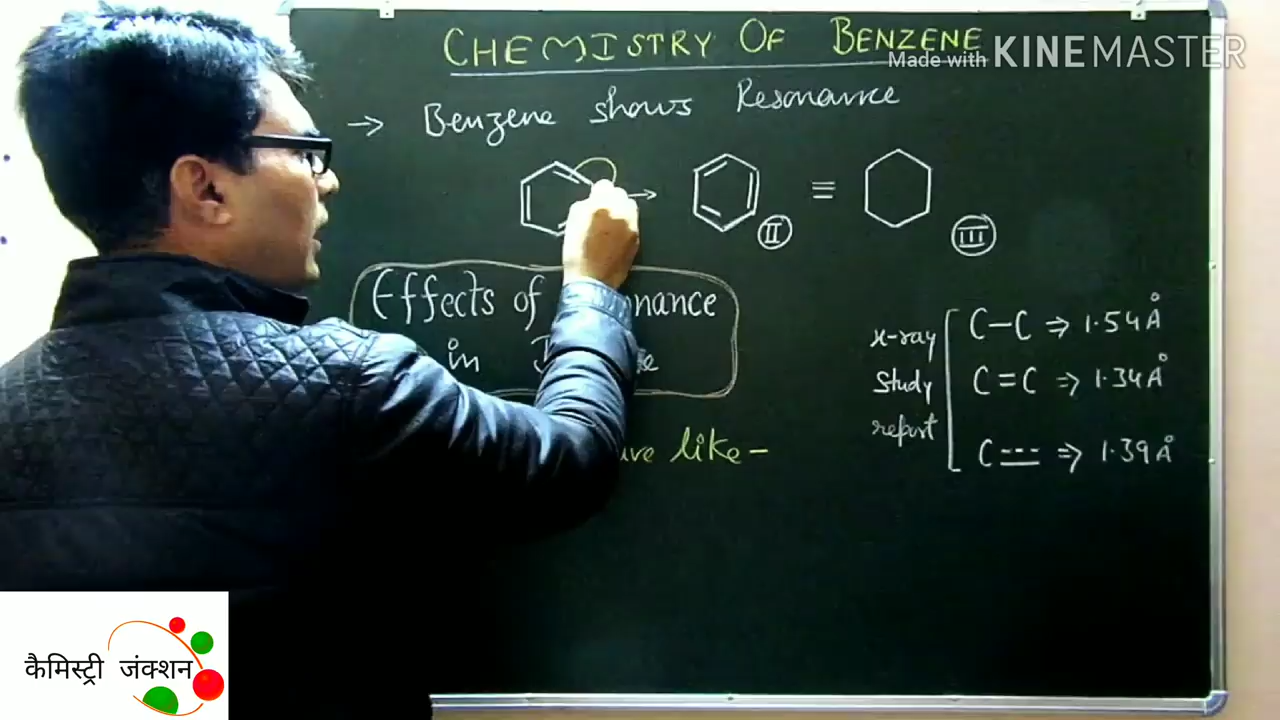 CHEMISTRY OF BENZENE
Made with KINEMASTER
→ Benzene shows Resonance
→ II ≡ III
Effects of
in
like-
x-ray
study
report
C-C ⇒ 1.54Å
C=C ⇒ 1.34Å
C ⇒ 1.39Å
कैमिस्ट्री जंक्शन